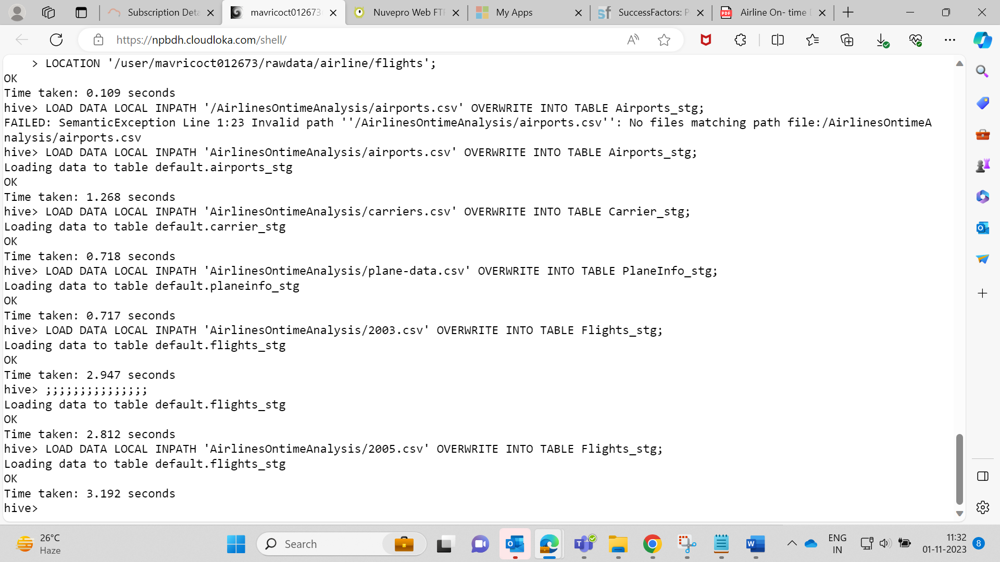 Subscription Deta
mavricoct012673
Nuvepro Web FTP
My Apps
SuccessFactors: P
Airline On- time D
https://npbdh.cloudloka.com/shell/
> LOCATION '/user/mavricoct012673/rawdata/airline/flights';
OK
Time taken: 0.109 seconds
hive> LOAD DATA LOCAL INPATH '/AirlinesOntimeAnalysis/airports.csv' OVERWRITE INTO TABLE Airports_stg;
FAILED: SemanticException Line 1:23 Invalid path ''/AirlinesOntimeAnalysis/airports.csv'': No files matching path file:/AirlinesOntimeA
nalysis/airports.csv
hive> LOAD DATA LOCAL INPATH 'AirlinesOntimeAnalysis/airports.csv' OVERWRITE INTO TABLE Airports_stg;
Loading data to table default.airports_stg
OK
Time taken: 1.268 seconds
hive> LOAD DATA LOCAL INPATH 'AirlinesOntimeAnalysis/carriers.csv' OVERWRITE INTO TABLE Carrier_stg;
Loading data to table default.carrier_stg
OK
Time taken: 0.718 seconds
hive> LOAD DATA LOCAL INPATH 'AirlinesOntimeAnalysis/plane-data.csv' OVERWRITE INTO TABLE PlaneInfo_stg;
Loading data to table default.planeinfo_stg
OK
Time taken: 0.717 seconds
hive> LOAD DATA LOCAL INPATH 'AirlinesOntimeAnalysis/2003.csv' OVERWRITE INTO TABLE Flights_stg;
Loading data to table default.flights_stg
OK
Time taken: 2.947 seconds
hive> ;;;;;;;;;;;;;;;
Loading data to table default.flights_stg
OK
Time taken: 2.812 seconds
hive> LOAD DATA LOCAL INPATH 'AirlinesOntimeAnalysis/2005.csv' OVERWRITE INTO TABLE Flights_stg;
Loading data to table default.flights_stg
OK
Time taken: 3.192 seconds
hive>
26°C
Haze
Search
ENG
IN
11:32
01-11-2023
8